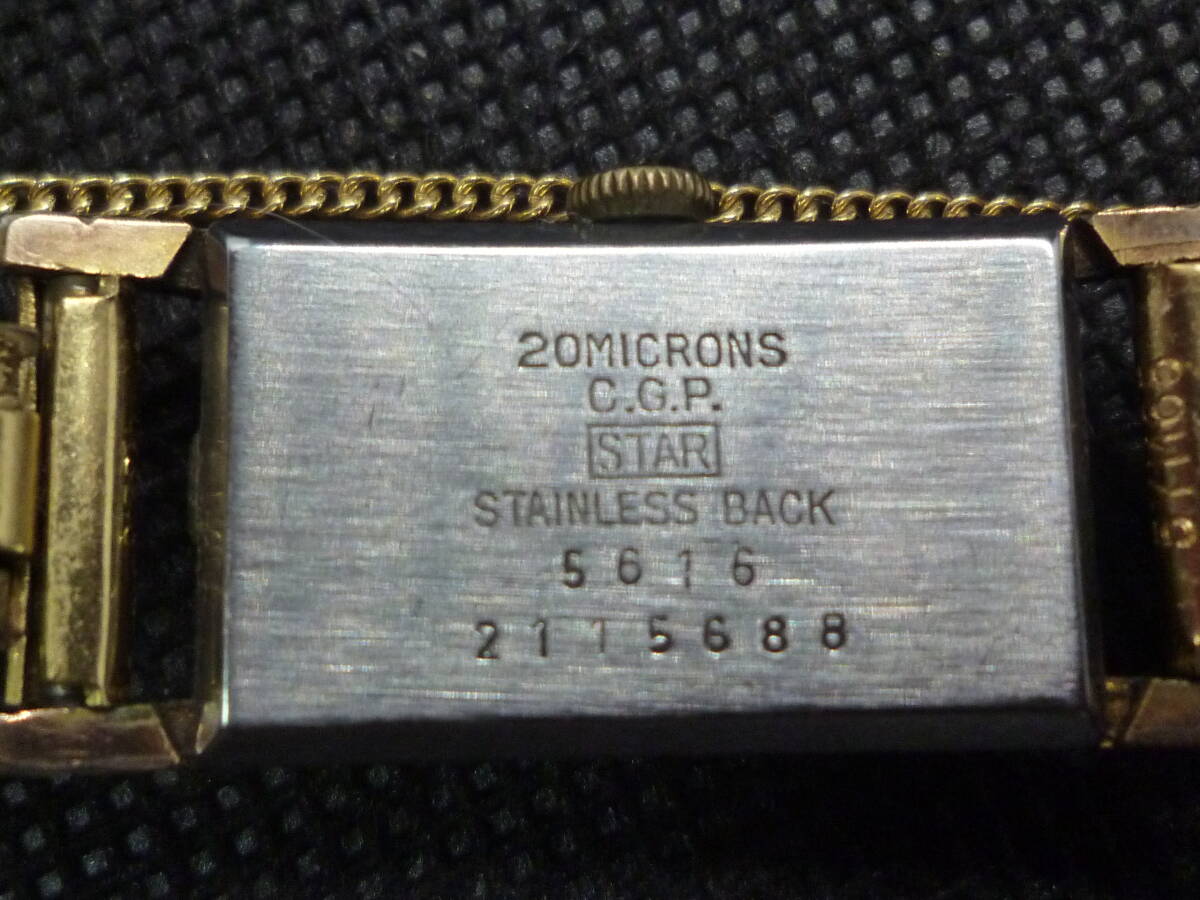 20MICRONS
C.G.P.
STAR
STAINLESS BACK
5616
2115688